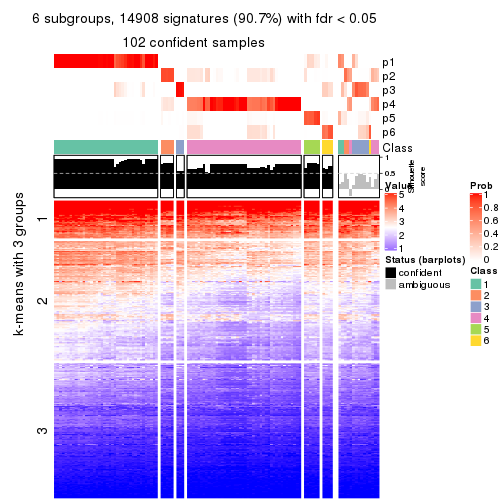 6 subgroups, 14908 signatures (90.7%) with fdr < 0.05
102 confident samples
p1
p2
p3
p4
p5
p6
Class
1
0.5
0
Silhouette
score
k-means with 3 groups
1
2
3
Value
5
4
3
2
1
Status (barplots)
confident
ambiguous
Prob
1
0.8
0.6
0.4
0.2
0
Class
1
2
3
4
5
6